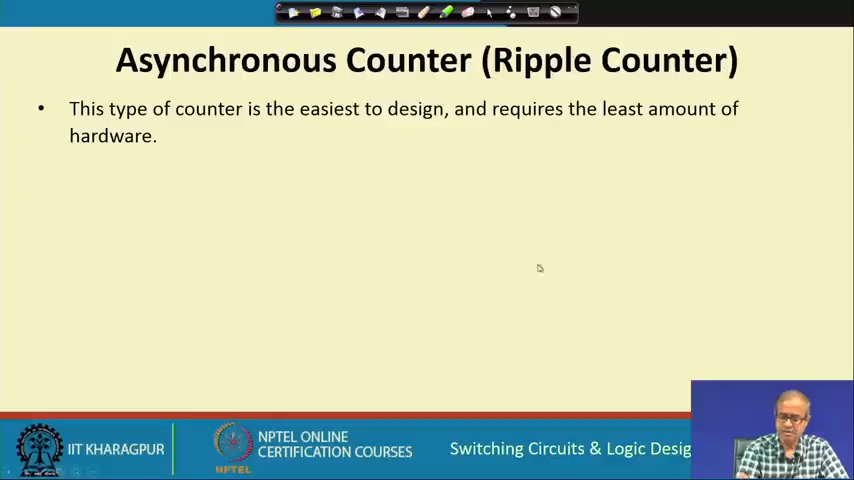 Asynchronous Counter (Ripple Counter)
• This type of counter is the easiest to design, and requires the least amount of
hardware.
IIT KHARAGPUR
NPTEL
NPTEL ONLINE
CERTIFICATION COURSES
Switching Circuits & Logic Desig